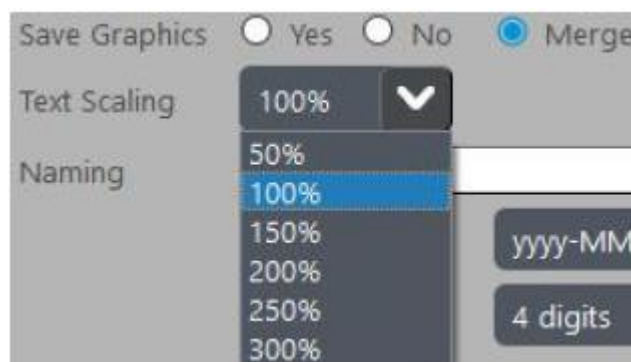 Save Graphics Yes No Merge
Text Scaling 100%
50%
Naming
100%
150%
yyyy-MM
200%
250%
4 digits
300%